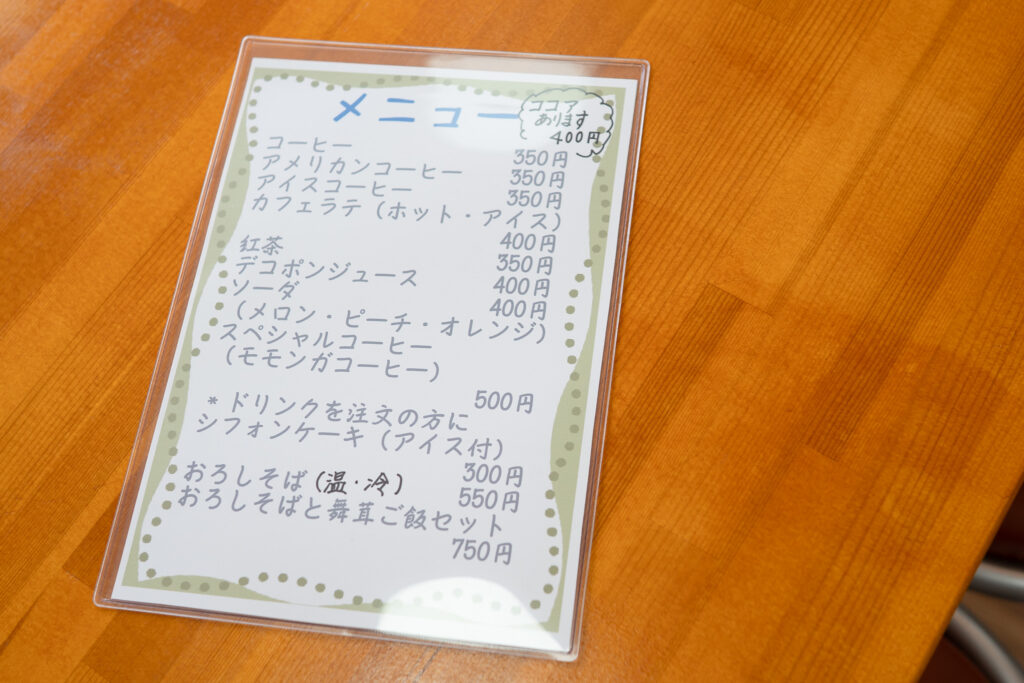 メニュー
ココア
あります
400円
コーヒー 350円
アメリカンコーヒー 350円
アイスコーヒー 350円
カフェラテ（ホット・アイス）
400円
紅茶 350円
デコポンジュース 400円
ソーダ 400円
（メロン・ピーチ・オレンジ）
スペシャルコーヒー
（モモンガコーヒー）
500円
＊ドリンクを注文の方に
シフォンケーキ（アイス付）
300円
おろしそば（温・冷） 550円
おろしそばと舞茸ご飯セット
750円